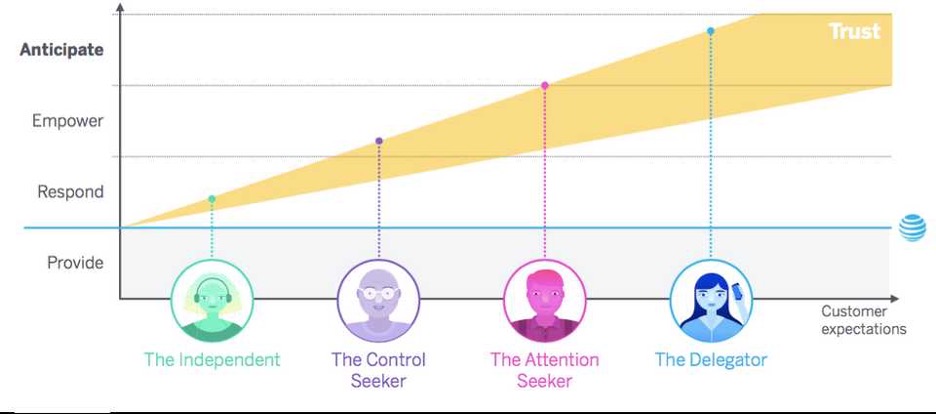 Trust
Anticipate
Empower
Respond
Provide
Customer
expectations
The Independent
The Control
Seeker
The Attention
Seeker
The Delegator